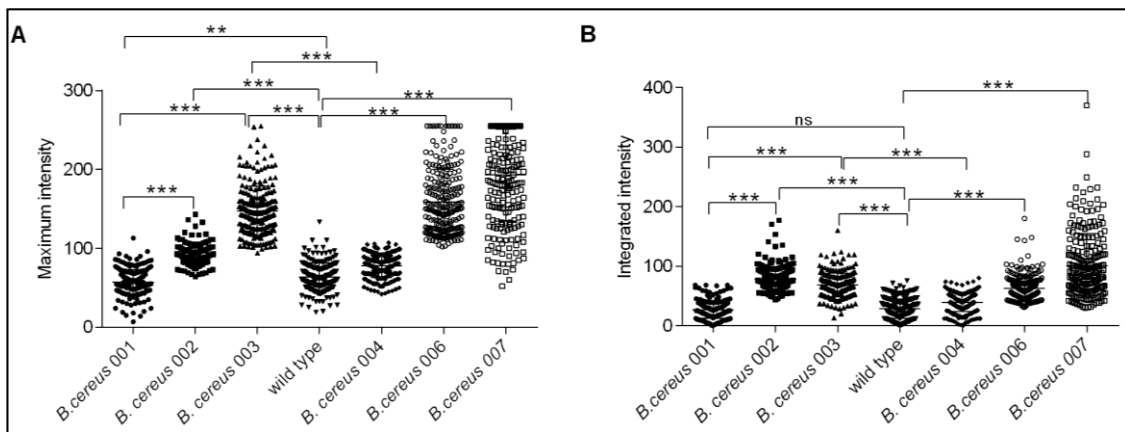 A
Maximum intensity
300
200
100
0
**
***
***
***
***
***
***
***
B.cereus 001
B. cereus 002
B. cereus 003
wild type
B. cereus 004
B. cereus 006
B. cereus 007
B
Integrated intensity
400
300
200
100
0
***
ns
***
***
***
***
***
***
B.cereus 001
B. cereus 002
B. cereus 003
wild type
B. cereus 004
B. cereus 006
B. cereus 007